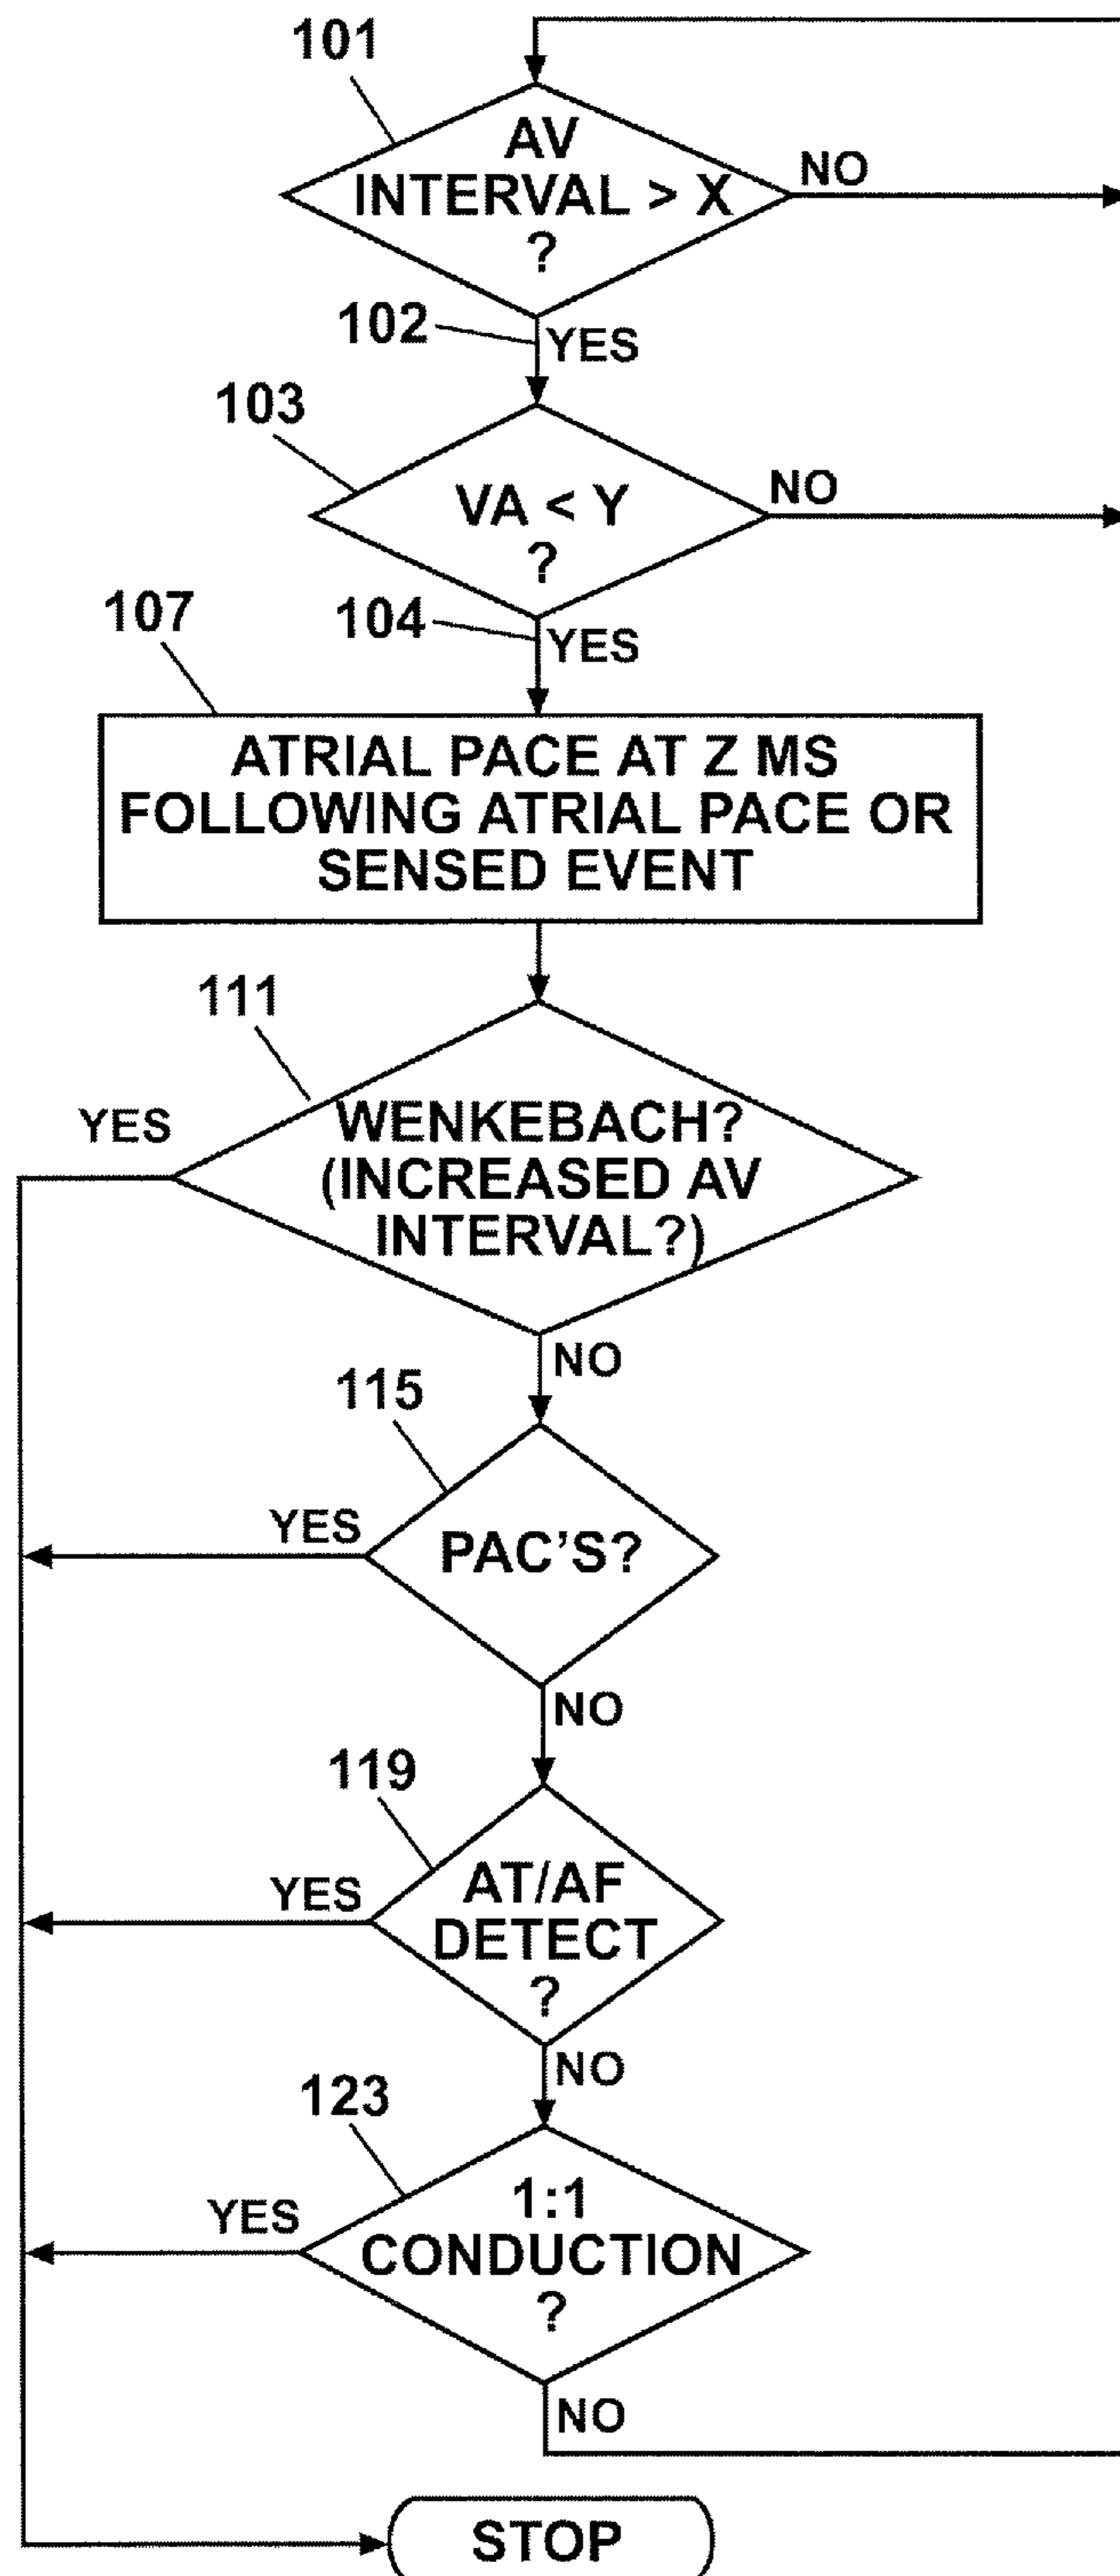 101
AV
INTERVAL > X
?
NO
102
YES
103
VA < Y
?
NO
104
YES
107
ATRIAL PACE AT Z MS
FOLLOWING ATRIAL PACE OR
SENSED EVENT
111
YES
WENKEBACH?
(INCREASED AV
INTERVAL?)
NO
115
YES
PAC'S?
NO
119
YES
AT/AF
DETECT
?
NO
123
YES
1:1
CONDUCTION
?
NO
STOP